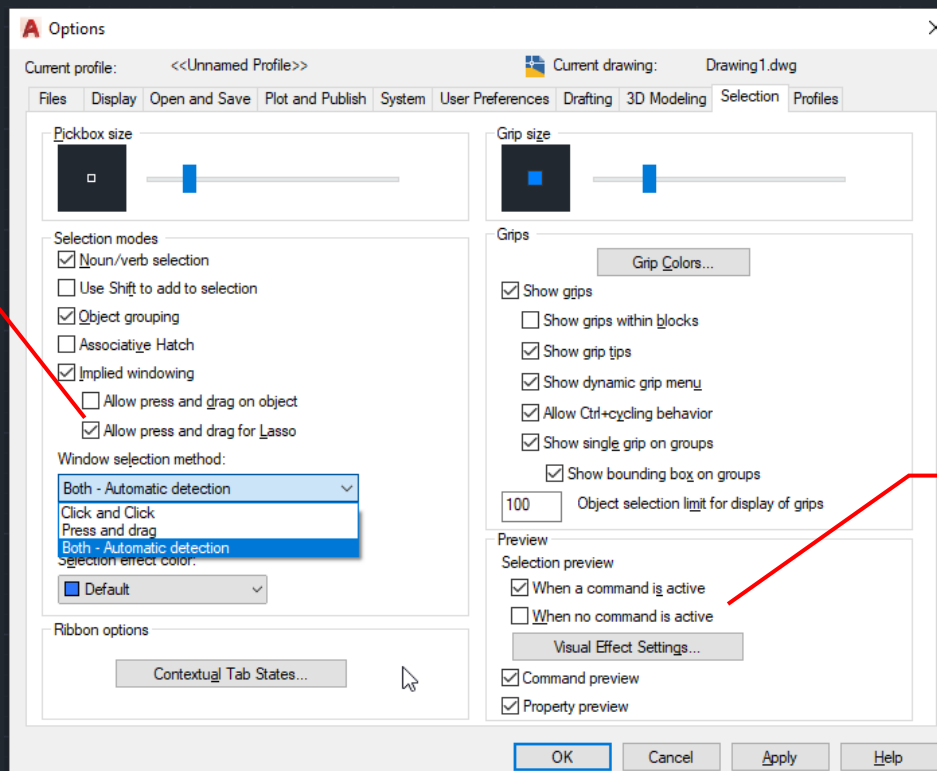 Options
Current profile: <<Unnamed Profile>> Current drawing: Drawing1.dwg
Files Display Open and Save Plot and Publish System User Preferences Drafting 3D Modeling Selection Profiles
Pickbox size
Selection modes
Noun/verb selection
Use Shift to add to selection
Object grouping
Associative Hatch
Implied windowing
Allow press and drag on object
Allow press and drag for Lasso
Window selection method:
Both - Automatic detection
Click and Click
Press and drag
Both - Automatic detection
Selection effect color:
Default
Ribbon options
Contextual Tab States...
Grip size
Grips
Grip Colors...
Show grips
Show grips within blocks
Show grip tips
Show dynamic grip menu
Allow Ctrl+cycling behavior
Show single grip on groups
Show bounding box on groups
100 Object selection limit for display of grips
Preview
Selection preview
When a command is active
When no command is active
Visual Effect Settings...
Command preview
Property preview
OK Cancel Apply Help